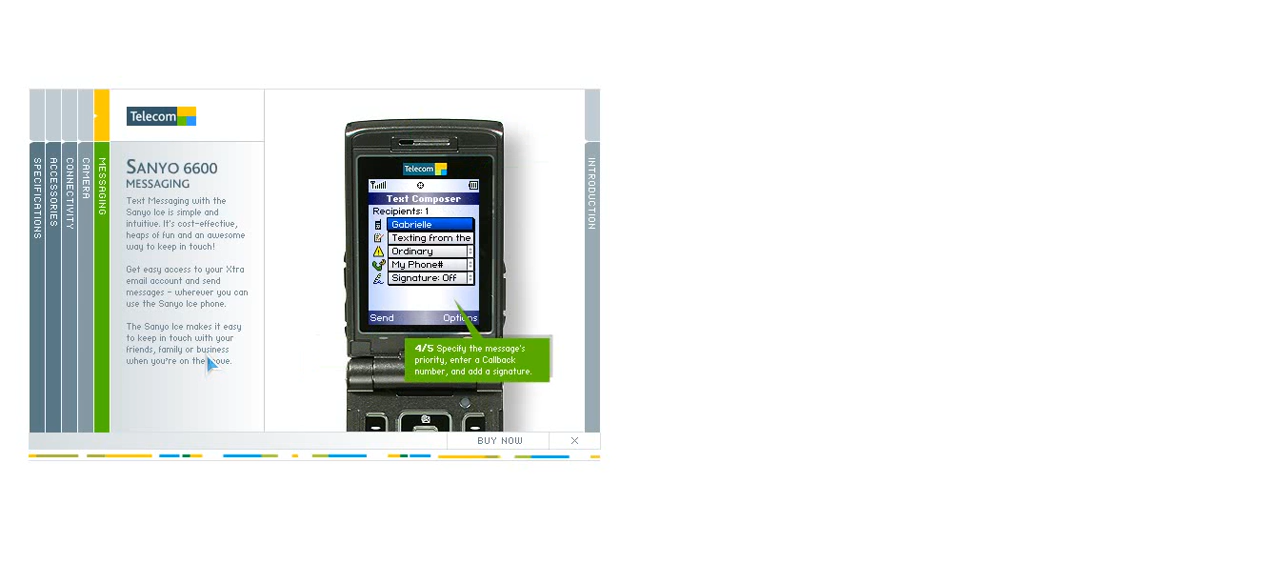 SPECIFICATIONS
ACCESSORIES
CONNECTIVITY
CAMERA
MESSAGING
Telecom
SANYO 6600
MESSAGING
Text Messaging with the
Sanyo Ice is simple and
intuitive. It's cost-effective,
heaps of fun and an awesome
way to keep in touch!
Get easy access to your Xtra
email account and send
messages - wherever you can
use the Sanyo Ice phone.
The Sanyo Ice makes it easy
to keep in touch with your
friends, family or business
when you're on the move.
Telecom
Text Composer
Recipients: 1
Gabrielle
Texting from the
Ordinary
My Phone#
Signature: Off
Send Options
4/5 Specify the message's
priority, enter a Callback
number, and add a signature.
INTRODUCTION
BUY NOW